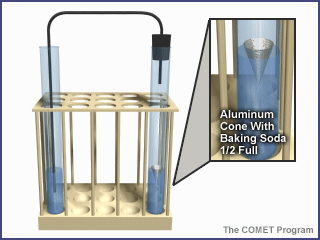 Aluminum
Cone With
Baking Soda
1/2 Full
The COMET Program